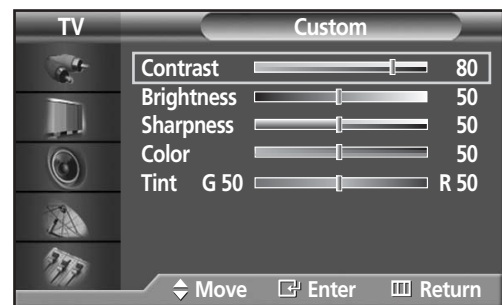 TV Custom
Contrast 80
Brightness 50
Sharpness 50
Color 50
Tint G 50 R 50
Move Enter Return